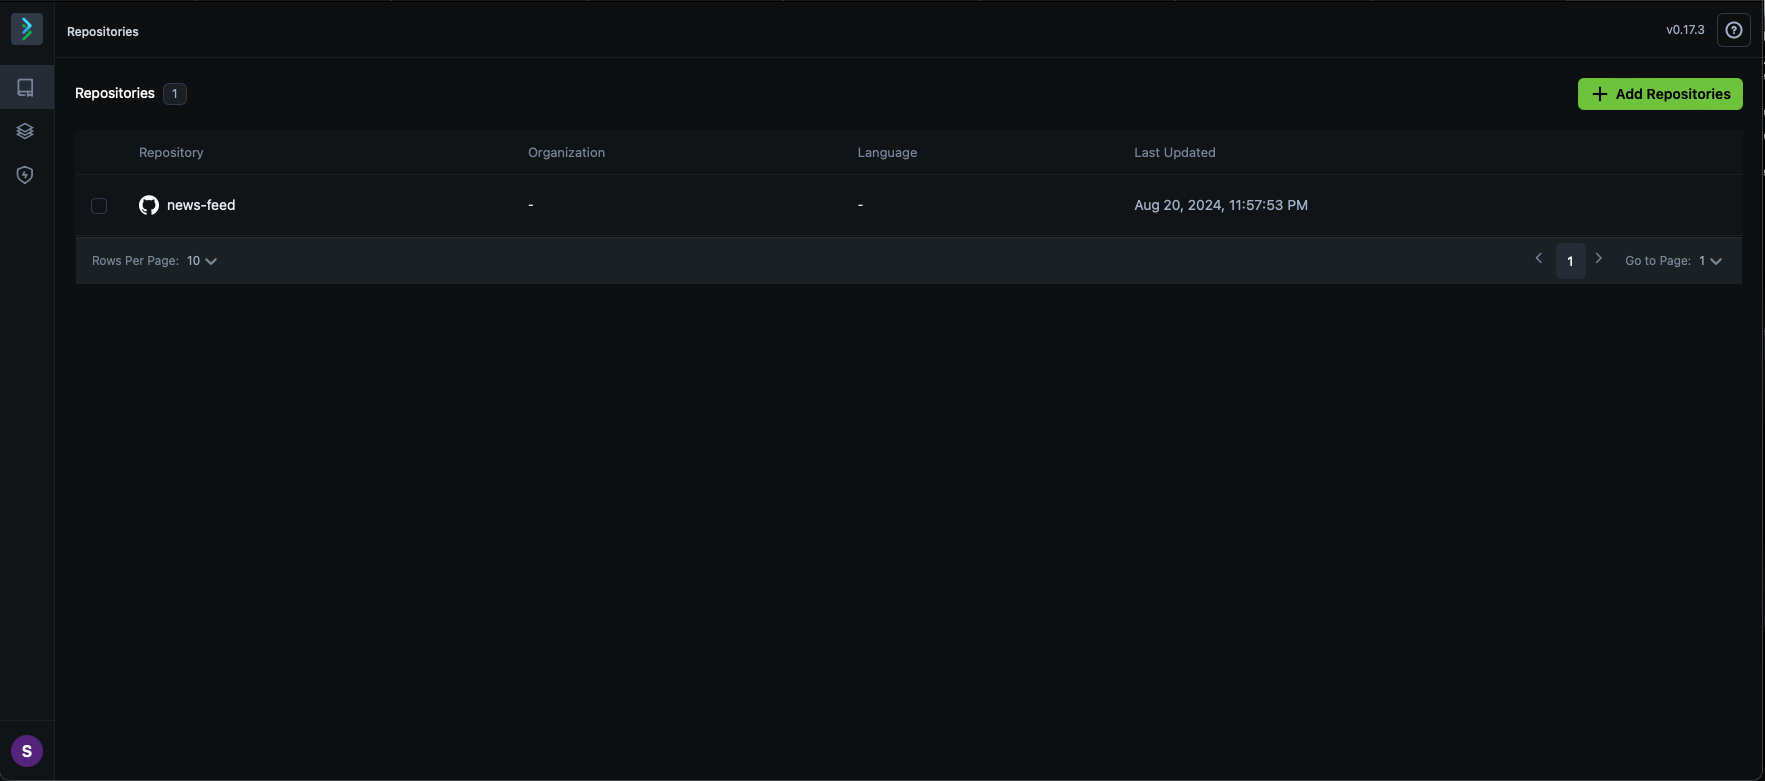 Repositories
v0.17.3
Repositories 1
Add Repositories
Repository Organization Language Last Updated
news-feed - - Aug 20, 2024, 11:57:53 PM
Rows Per Page: 10
1
Go to Page: 1
S